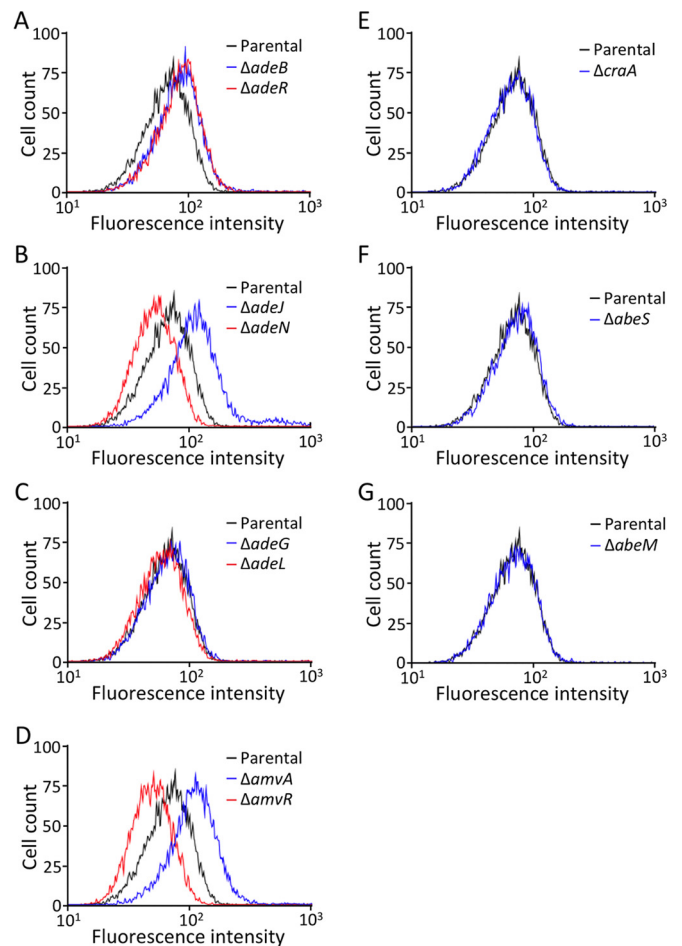 A
100
75
50
25
0
Cell count
Parental
ΔadeB
ΔadeR
10¹ 10² 10³
Fluorescence intensity
B
100
75
50
25
0
Cell count
Parental
ΔadeJ
ΔadeN
10¹ 10² 10³
Fluorescence intensity
C
100
75
50
25
0
Cell count
Parental
ΔadeG
ΔadeL
10¹ 10² 10³
Fluorescence intensity
D
100
75
50
25
0
Cell count
Parental
ΔamvA
ΔamvR
10¹ 10² 10³
Fluorescence intensity
E
100
75
50
25
0
Cell count
Parental
ΔcraA
10¹ 10² 10³
Fluorescence intensity
F
100
75
50
25
0
Cell count
Parental
ΔabeS
10¹ 10² 10³
Fluorescence intensity
G
100
75
50
25
0
Cell count
Parental
ΔabeM
10¹ 10² 10³
Fluorescence intensity